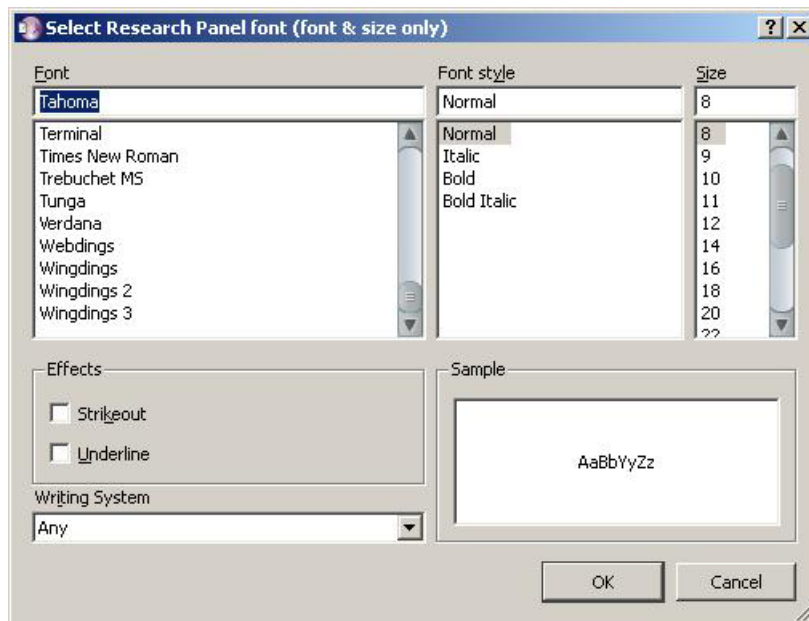 Select Research Panel font (font & size only)
Font
Tahoma
Terminal
Times New Roman
Trebuchet MS
Tunga
Verdana
Webdings
Wingdings
Wingdings 2
Wingdings 3
Font style
Normal
Normal
Italic
Bold
Bold Italic
Size
8
8
9
10
11
12
14
16
18
20
22
Effects
Strikeout
Underline
Writing System
Any
Sample
AaBbYyZz
OK
Cancel